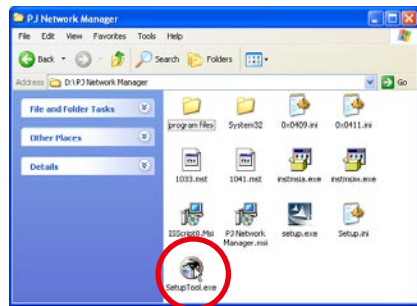 PJ Network Manager
File Edit View Favorites Tools Help
Back Search Folders
Address D:\PJ Network Manager Go
File and Folder Tasks
Other Places
Details
program files System32 0x0409.ini 0x0411.ini
1033.mst 1041.mst instmsia.exe instmsiw.exe
ISScript8.Msi PJ Network Manager.msi setup.exe Setup.ini
SetupTool.exe